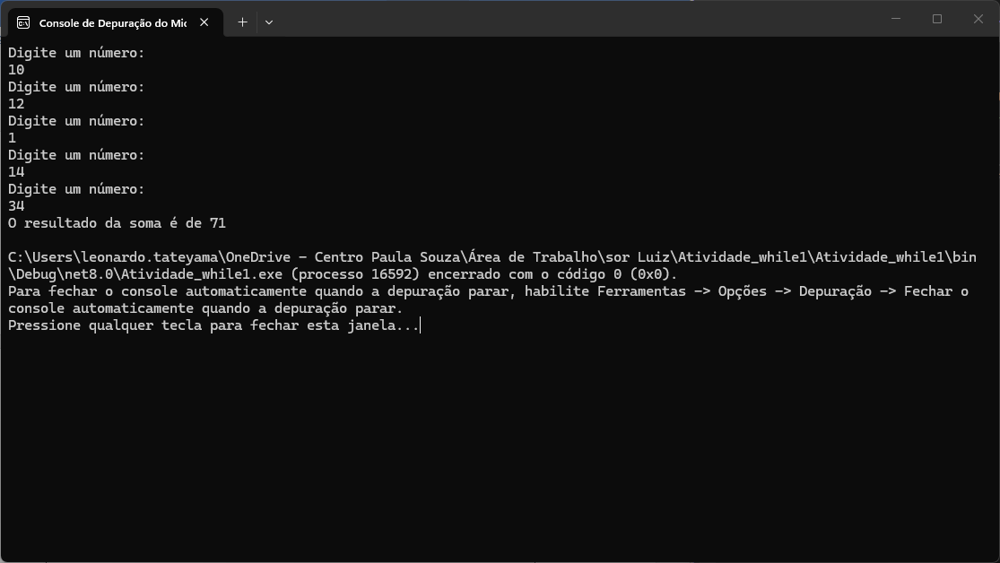 Console de Depuração do Mic
Digite um número:
10
Digite um número:
12
Digite um número:
1
Digite um número:
14
Digite um número:
34
O resultado da soma é de 71
C:\Users\leonardo.tateyama\OneDrive - Centro Paula Souza\Área de Trabalho\sor Luiz\Atividade_while1\Atividade_while1\bin
\Debug\net8.0\Atividade_while1.exe (processo 16592) encerrado com o código 0 (0x0).
Para fechar o console automaticamente quando a depuração parar, habilite Ferramentas -> Opções -> Depuração -> Fechar o
console automaticamente quando a depuração parar.
Pressione qualquer tecla para fechar esta janela...